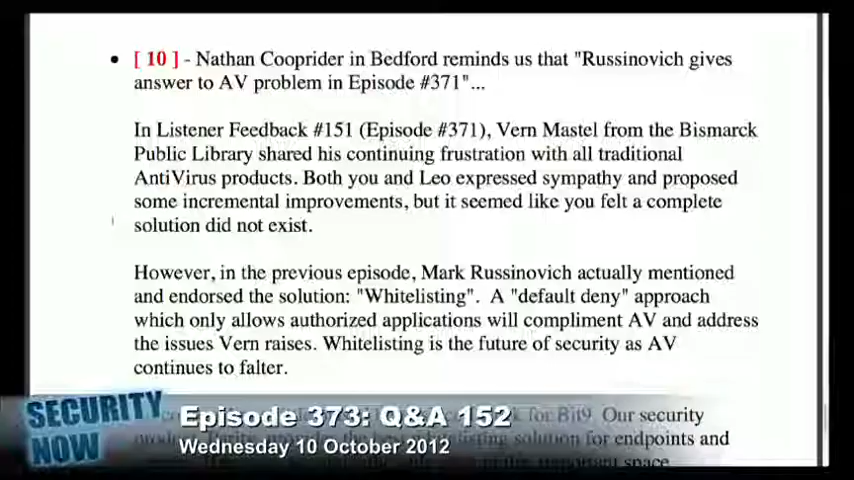 • [ 10 ] - Nathan Cooprider in Bedford reminds us that "Russinovich gives
answer to AV problem in Episode #371"...
In Listener Feedback #151 (Episode #371), Vern Mastel from the Bismarck
Public Library shared his continuing frustration with all traditional
AntiVirus products. Both you and Leo expressed sympathy and proposed
some incremental improvements, but it seemed like you felt a complete
solution did not exist.
However, in the previous episode, Mark Russinovich actually mentioned
and endorsed the solution: "Whitelisting". A "default deny" approach
which only allows authorized applications will compliment AV and address
the issues Vern raises. Whitelisting is the future of security as AV
continues to falter.
for Bit9. Our security
solution for endpoints and
SECURITY NOW
Episode 373: Q&A 152
Wednesday 10 October 2012